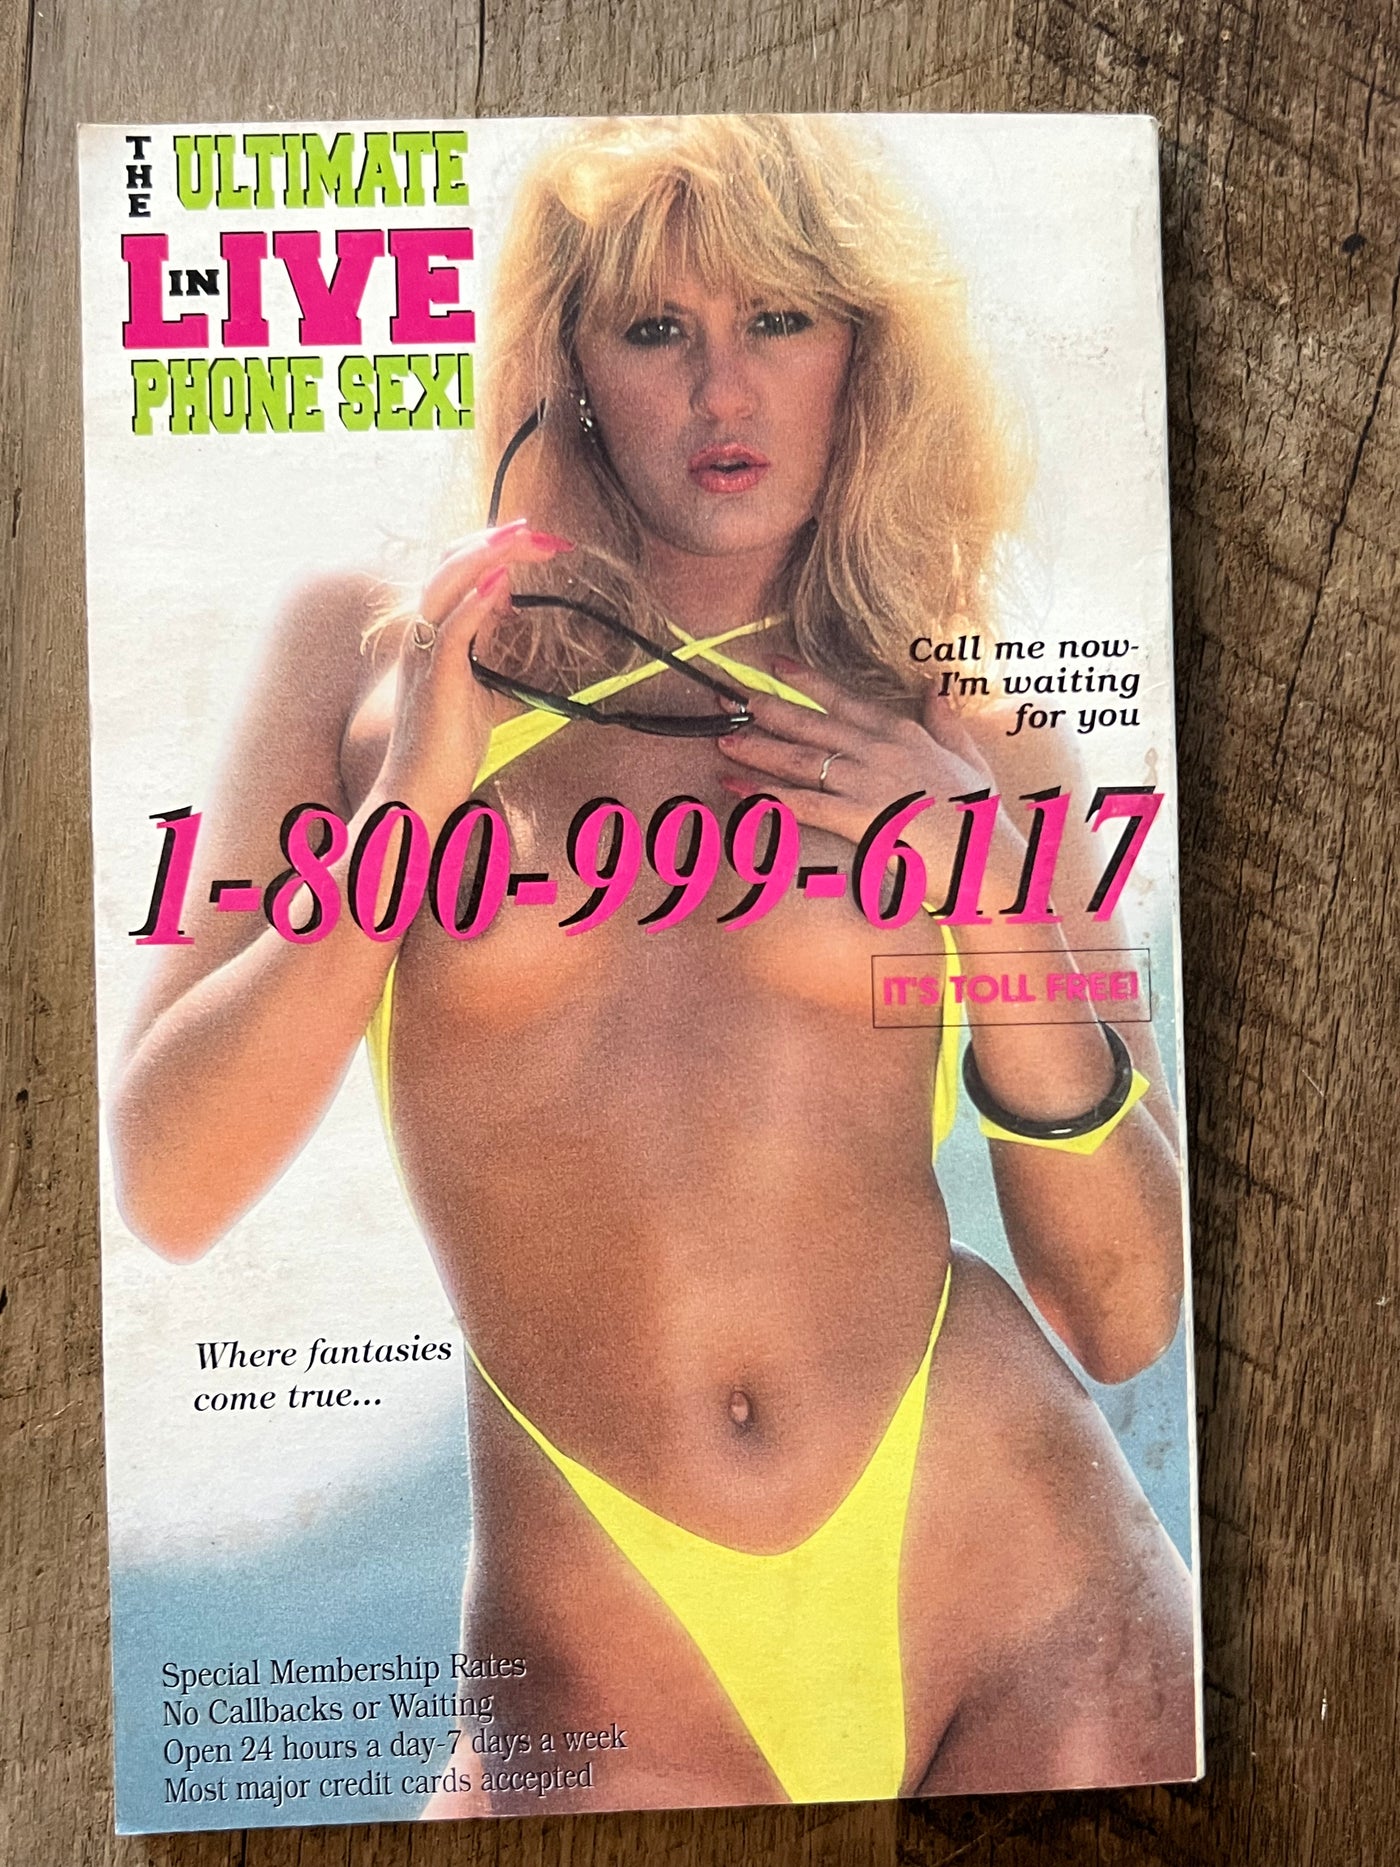 THE ULTIMATE
LIVE
IN
PHONE SEX!
Call me now-
I'm waiting
for you
1-800-999-6117
IT'S TOLL FREE!
Where fantasies
come true...
Special Membership Rates
No Callbacks or Waiting
Open 24 hours a day-7 days a week
Most major credit cards accepted